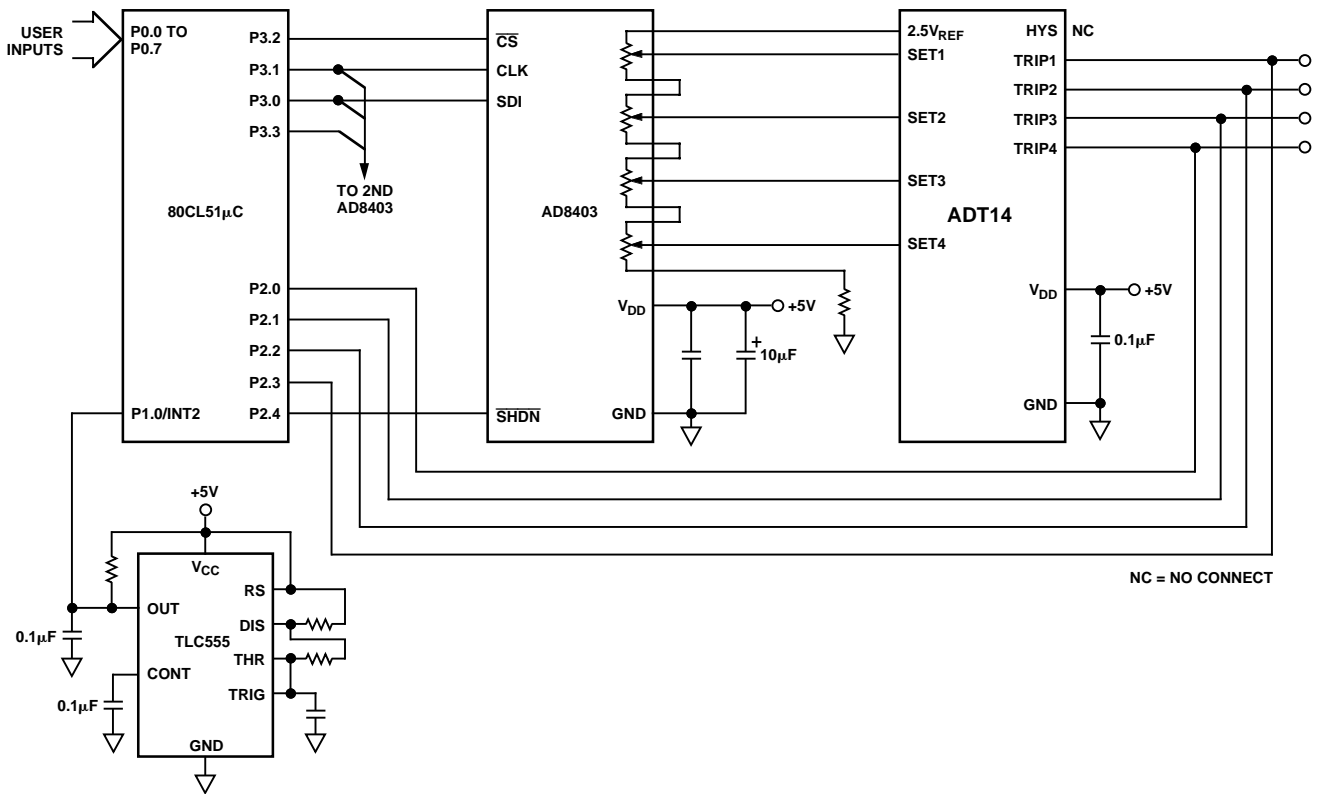 USER
INPUTS
P0.0 TO
P0.7
P3.2
P3.1
P3.0
P3.3
TO 2ND
AD8403
80CL51μC
P2.0
P2.1
P2.2
P2.3
P1.0/INT2
P2.4
CS
CLK
SDI
AD8403
VDD
+5V
10μF
+
GND
SHDN
2.5VREF
HYS
NC
SET1
TRIP1
TRIP2
SET2
TRIP3
TRIP4
SET3
ADT14
SET4
VDD
+5V
0.1μF
GND
+5V
VCC
RS
OUT
DIS
TLC555
0.1μF
THR
CONT
TRIG
0.1μF
GND
NC = NO CONNECT